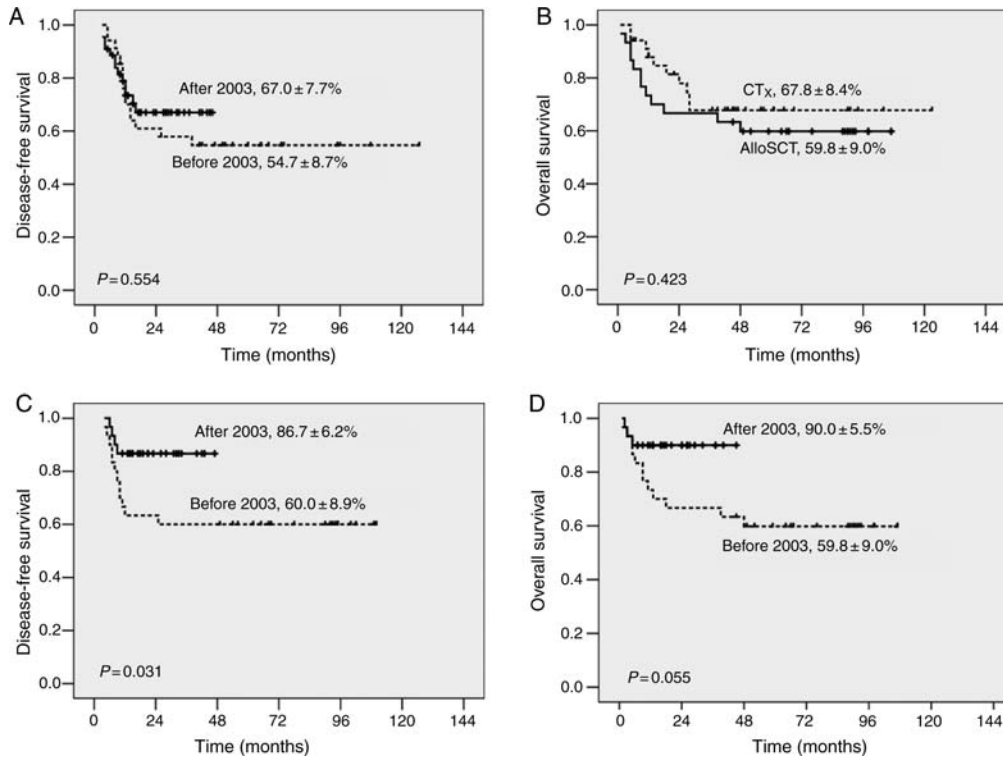 A
Disease-free survival
1.0
0.8
0.6
0.4
0.2
0.0
After 2003, 67.0±7.7%
Before 2003, 54.7±8.7%
P=0.554
0 24 48 72 96 120 144
Time (months)
B
Overall survival
1.0
0.8
0.6
0.4
0.2
0.0
CTX, 67.8±8.4%
AlloSCT, 59.8±9.0%
P=0.423
0 24 48 72 96 120 144
Time (months)
C
Disease-free survival
1.0
0.8
0.6
0.4
0.2
0.0
After 2003, 86.7±6.2%
Before 2003, 60.0±8.9%
P=0.031
0 24 48 72 96 120 144
Time (months)
D
Overall survival
1.0
0.8
0.6
0.4
0.2
0.0
After 2003, 90.0±5.5%
Before 2003, 59.8±9.0%
P=0.055
0 24 48 72 96 120 144
Time (months)